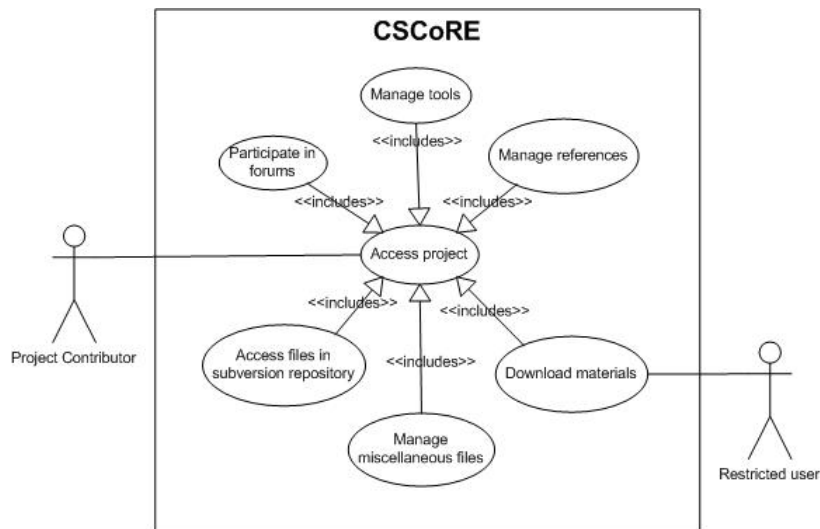 CSCoRE
Manage tools
<<includes>>
Participate in
forums
Manage references
<<includes>>
<<includes>>
Access project
Project Contributor
<<includes>>
<<includes>>
Access files in
subversion repository
<<includes>>
Download materials
Manage
miscellaneous files
Restricted user